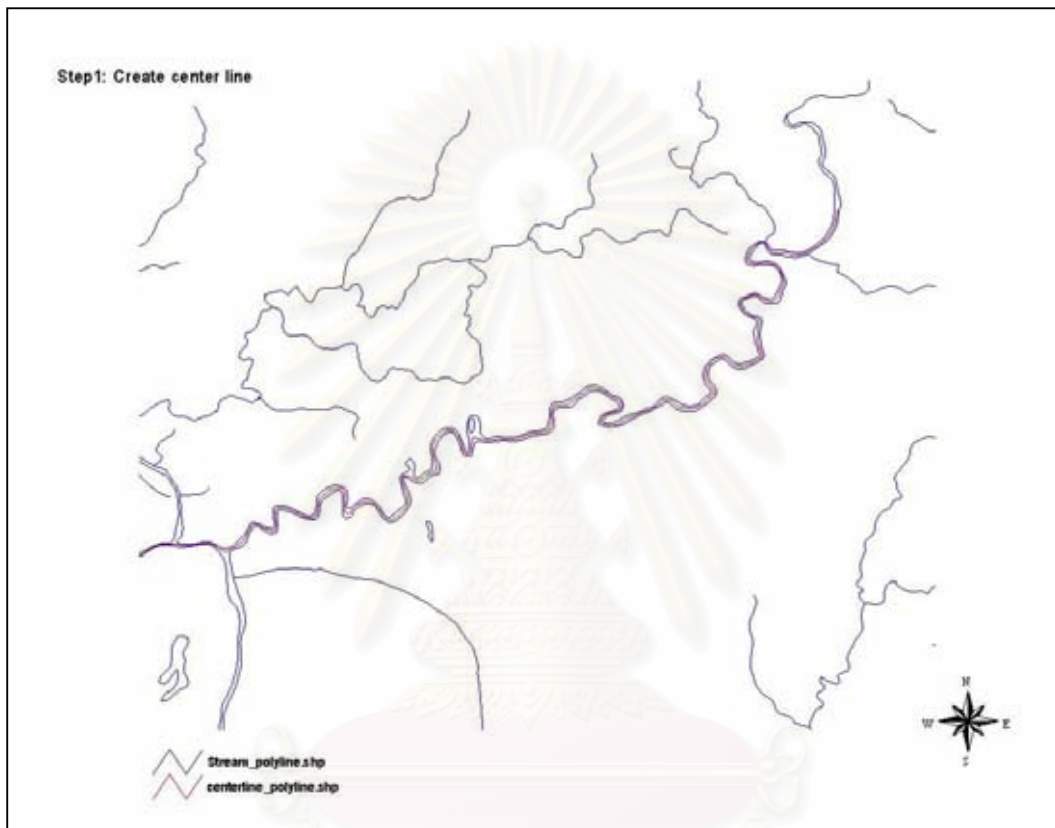 Step1: Create center line
N
W E
S
Stream_polyline.shp
centerline_polyline.shp